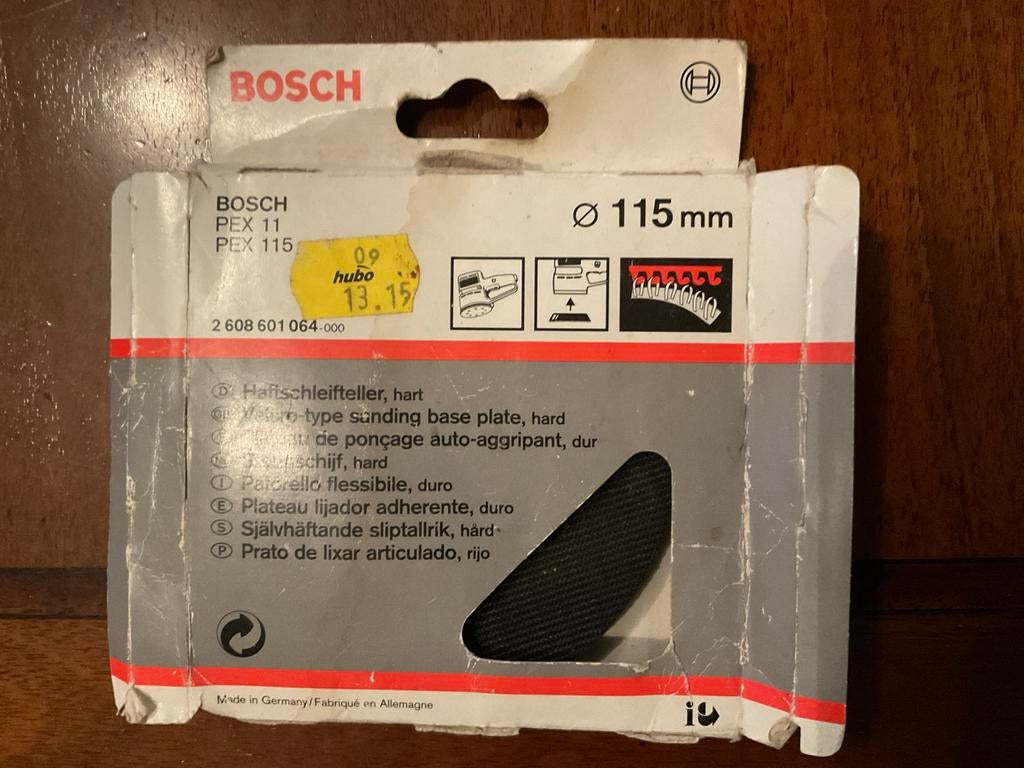 BOSCH
BOSCH
PEX 11
PEX 115
Ø 115 mm
09
hubo
13.15
2 608 601 064-000
D Haftschleifteller, hart
-type sanding base plate, hard
de ponçage auto-aggripant, dur
hard
I flessibile, duro
E Plateau lijador adherente, duro
S Självhäftande sliptallrik, hård
P Prato de lixar articulado, rijo
Made in Germany/Fabriqué en Allemagne
i